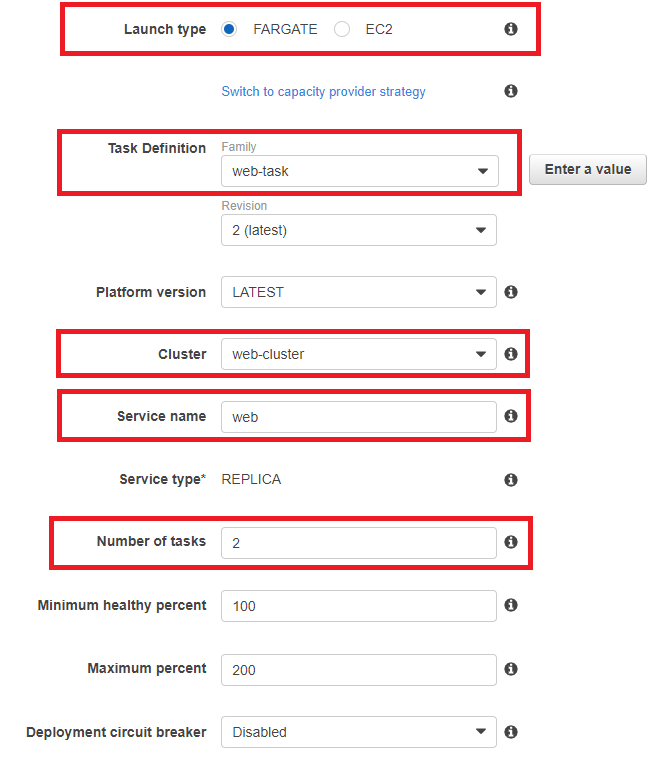 Launch type FARGATE EC2
Switch to capacity provider strategy
Task Definition Family
web-task Enter a value
Revision
2 (latest)
Platform version LATEST
Cluster web-cluster
Service name web
Service type* REPLICA
Number of tasks 2
Minimum healthy percent 100
Maximum percent 200
Deployment circuit breaker Disabled